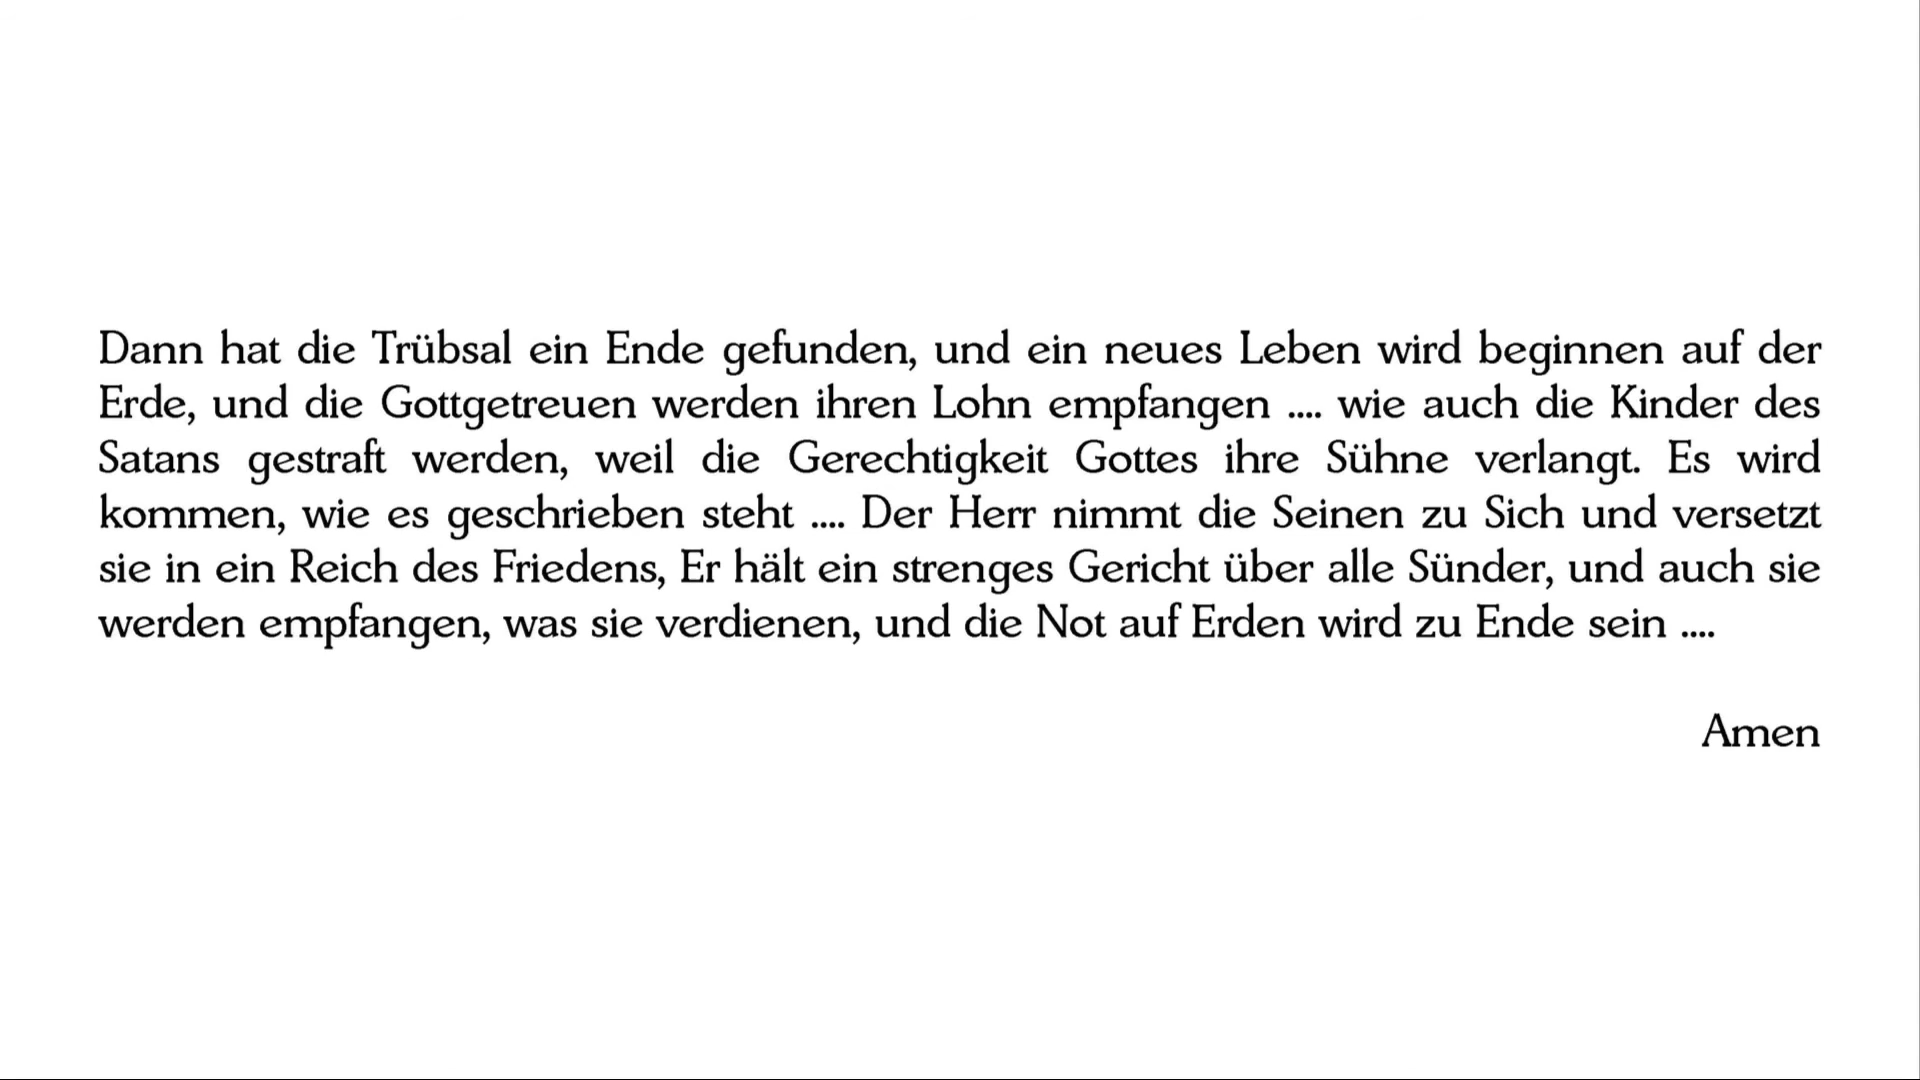 Dann hat die Trübsal ein Ende gefunden, und ein neues Leben wird beginnen auf der
Erde, und die Gottgetreuen werden ihren Lohn empfangen .... wie auch die Kinder des
Satans gestraft werden, weil die Gerechtigkeit Gottes ihre Sühne verlangt. Es wird
kommen, wie es geschrieben steht .... Der Herr nimmt die Seinen zu Sich und versetzt
sie in ein Reich des Friedens, Er hält ein strenges Gericht über alle Sünder, und auch sie
werden empfangen, was sie verdienen, und die Not auf Erden wird zu Ende sein ....
Amen